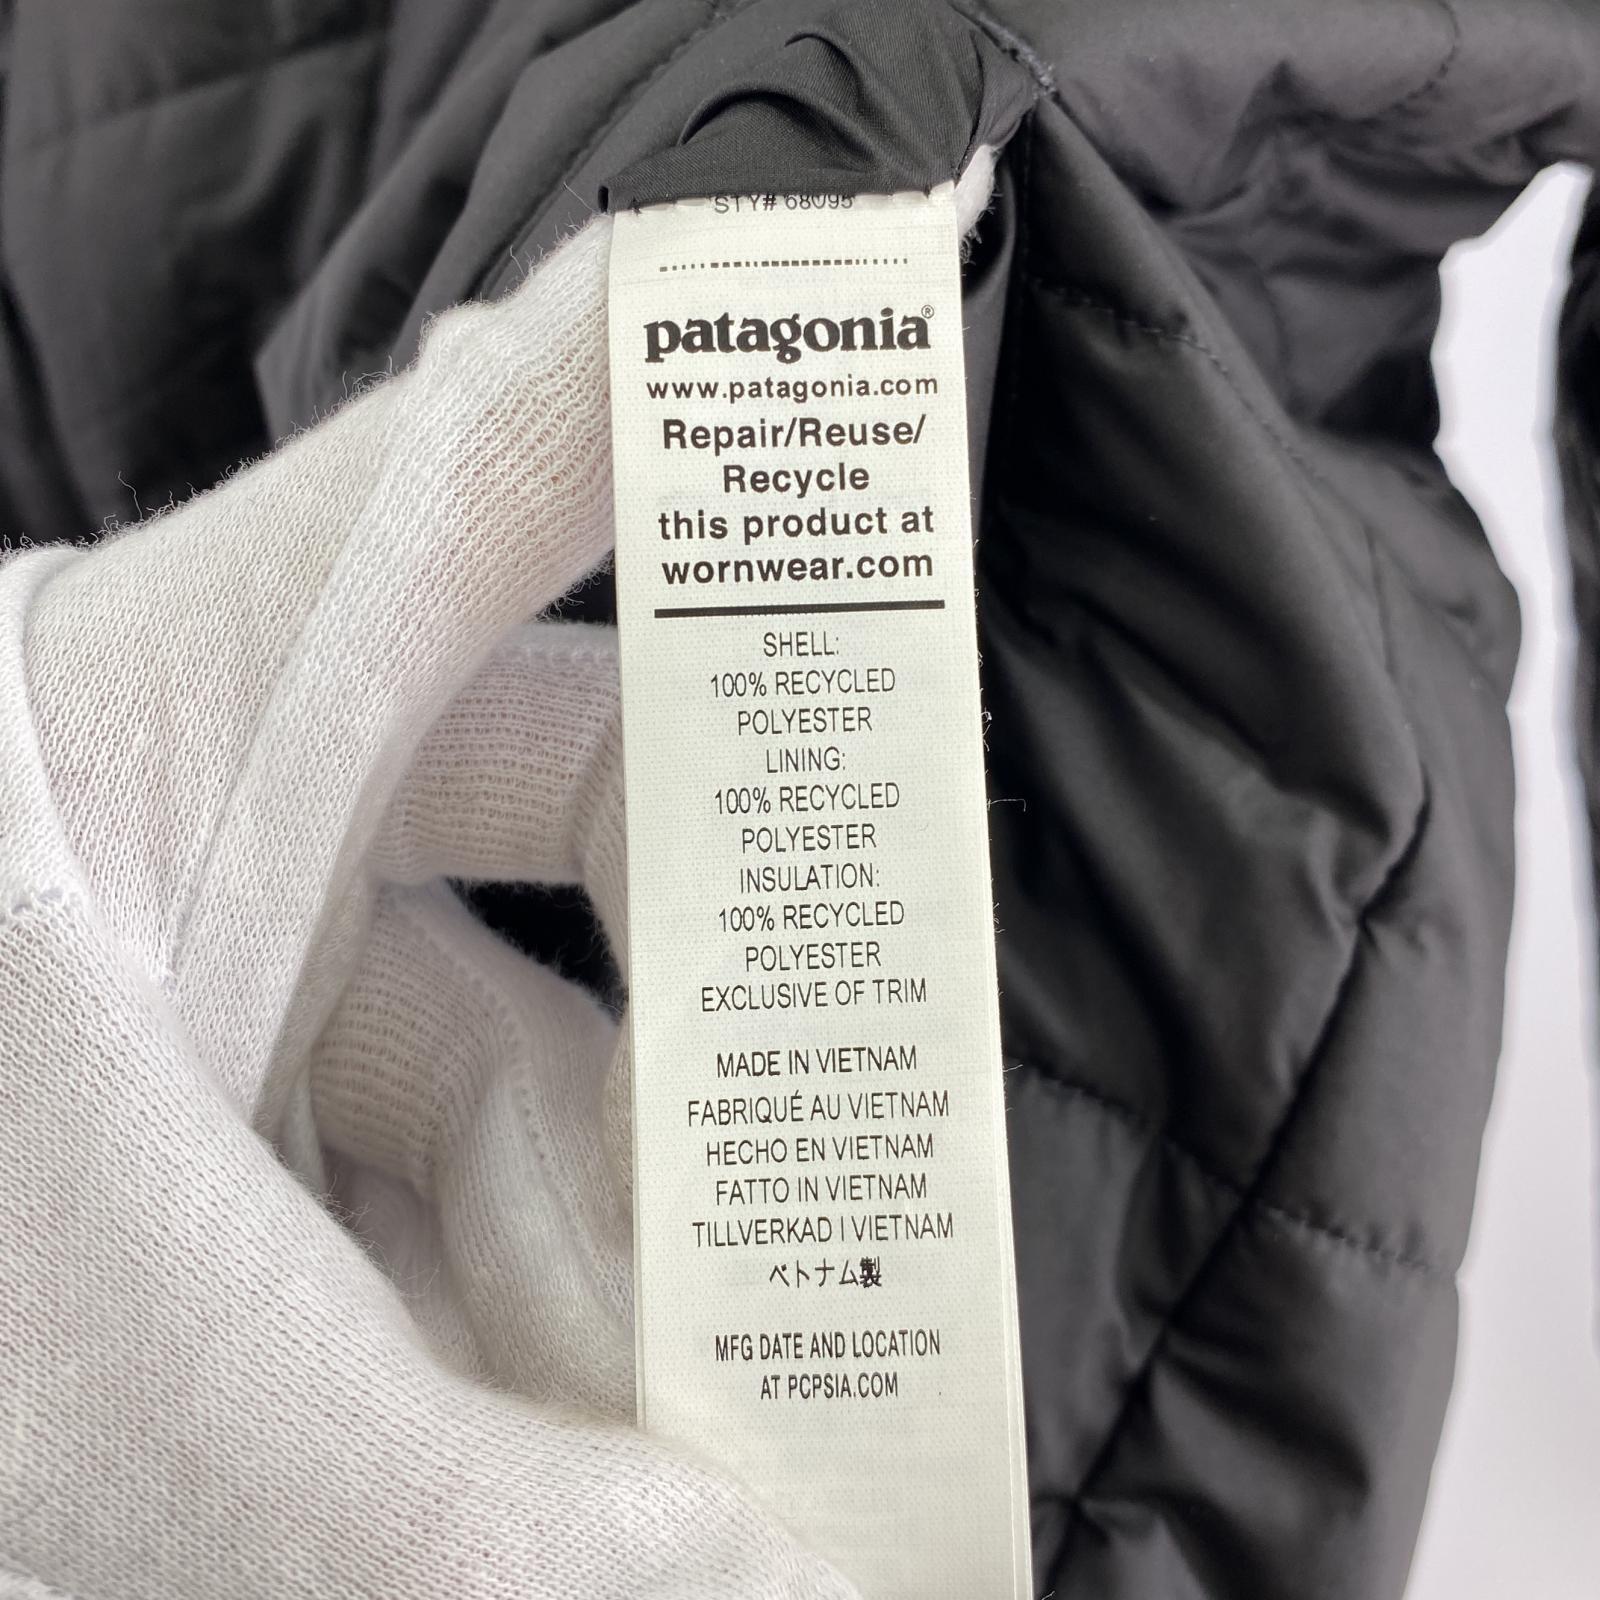 STY# 68095
patagonia®
www.patagonia.com
Repair/Reuse/
Recycle
this product at
wornwear.com
SHELL:
100% RECYCLED
POLYESTER
LINING:
100% RECYCLED
POLYESTER
INSULATION:
100% RECYCLED
POLYESTER
EXCLUSIVE OF TRIM
MADE IN VIETNAM
FABRIQUÉ AU VIETNAM
HECHO EN VIETNAM
FATTO IN VIETNAM
TILLVERKAD I VIETNAM
ベトナム製
MFG DATE AND LOCATION
AT PCPSIA.COM